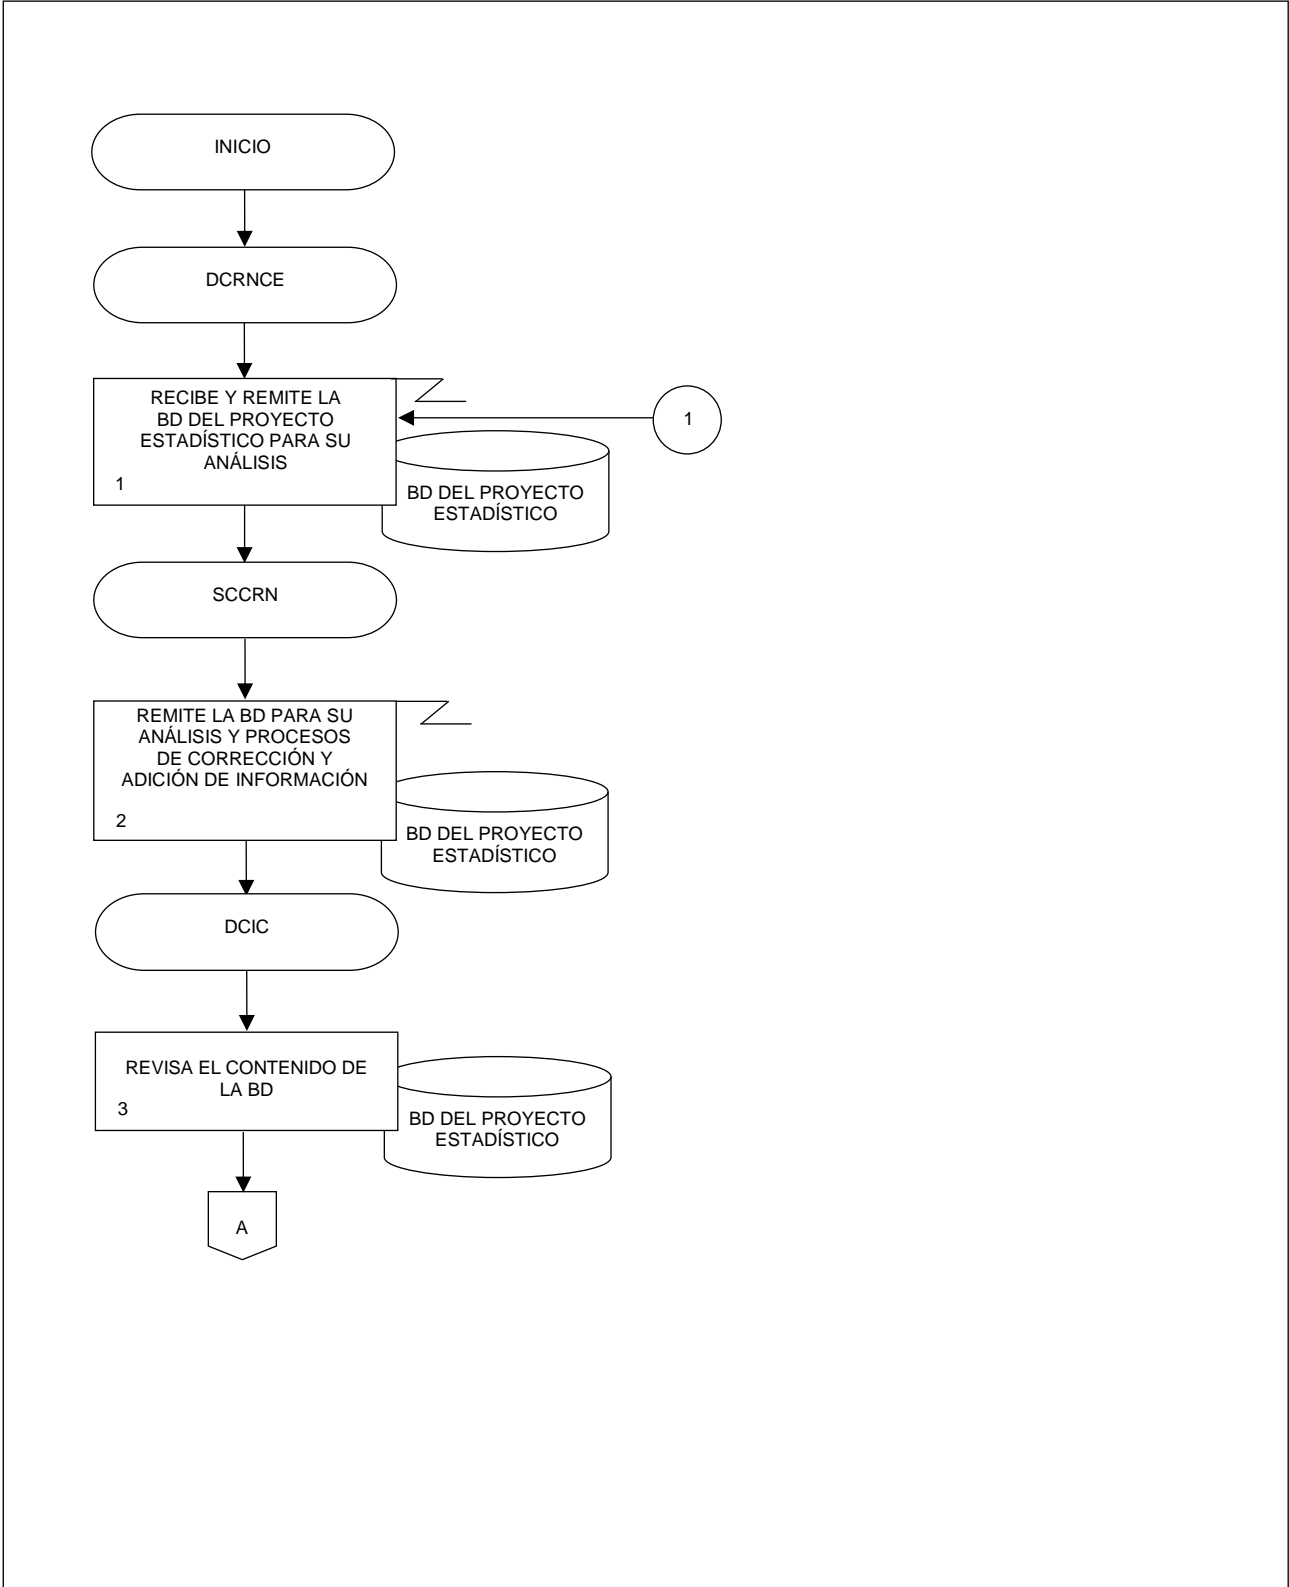 INICIO
DCRNCE
RECIBE Y REMITE LA
BD DEL PROYECTO
ESTADÍSTICO PARA SU
ANÁLISIS
1
1
BD DEL PROYECTO
ESTADÍSTICO
SCCRN
REMITE LA BD PARA SU
ANÁLISIS Y PROCESOS
DE CORRECCIÓN Y
ADICIÓN DE INFORMACIÓN
2
BD DEL PROYECTO
ESTADÍSTICO
DCIC
REVISA EL CONTENIDO DE
LA BD
3
BD DEL PROYECTO
ESTADÍSTICO
A